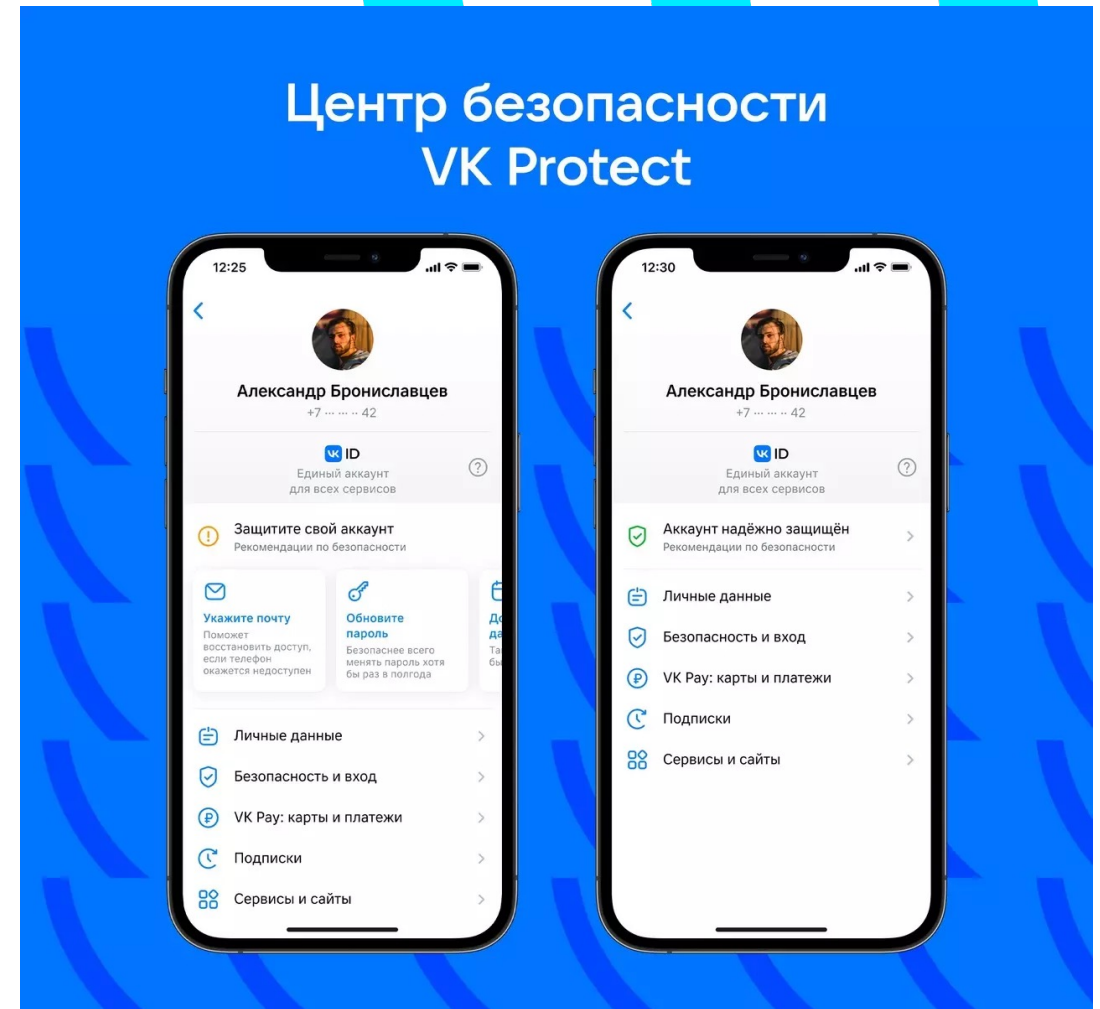 Центр безопасности
VK Protect
12:25
Александр Брониславцев
+7 ··· ··· ·· 42
VK ID
Единый аккаунт
для всех сервисов
?
Защитите свой аккаунт
Рекомендации по безопасности
Укажите почту
Поможет
восстановить доступ,
если телефон
окажется недоступен
Обновите
пароль
Безопаснее всего
менять пароль хотя
бы раз в полгода
Личные данные
Безопасность и вход
VK Pay: карты и платежи
Подписки
Сервисы и сайты
12:30
Александр Брониславцев
+7 ··· ··· ·· 42
VK ID
Единый аккаунт
для всех сервисов
?
Аккаунт надёжно защищён
Рекомендации по безопасности
Личные данные
Безопасность и вход
VK Pay: карты и платежи
Подписки
Сервисы и сайты